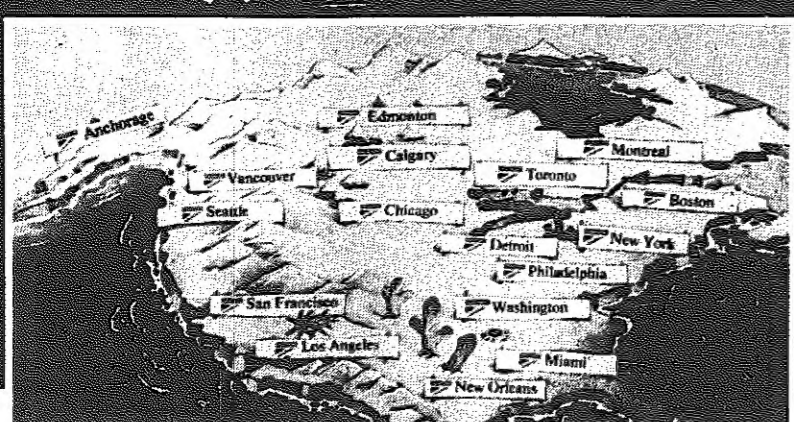 Anchorage
Edmonton
Calgary
Montreal
Vancouver
Toronto
Seattle
Chicago
Boston
Detroit
New York
Philadelphia
San Francisco
Washington
Los Angeles
Miami
New Orleans